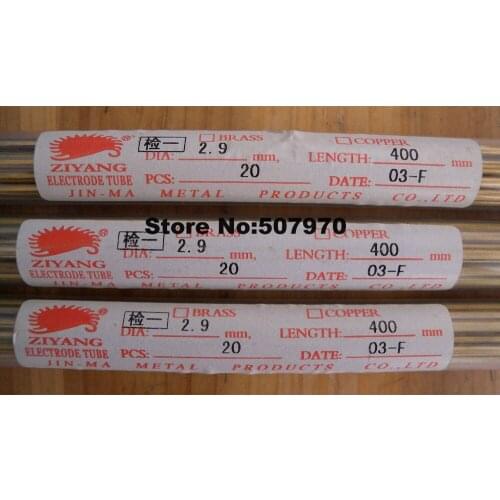 ® 检一 BRASS COPPER
ZIYANG DIA: 2.9 mm, LENGTH: 400 mm
ELECTRODE TUBE PCS: 20 DATE: 03-F
JIN-MA METAL PRODUCTS CO.,LTD
Store No:507970
® 检一 BRASS COPPER
ZIYANG DIA: 2.9 mm, LENGTH: 400 mm
ELECTRODE TUBE PCS: 20 DATE: 03-F
JIN-MA METAL PRODUCTS CO.,LTD
® 检一 BRASS COPPER
ZIYANG DIA: 2.9 mm, LENGTH: 400 mm
ELECTRODE TUBE PCS: 20 DATE: 03-F
JIN-MA METAL PRODUCTS CO.,LTD